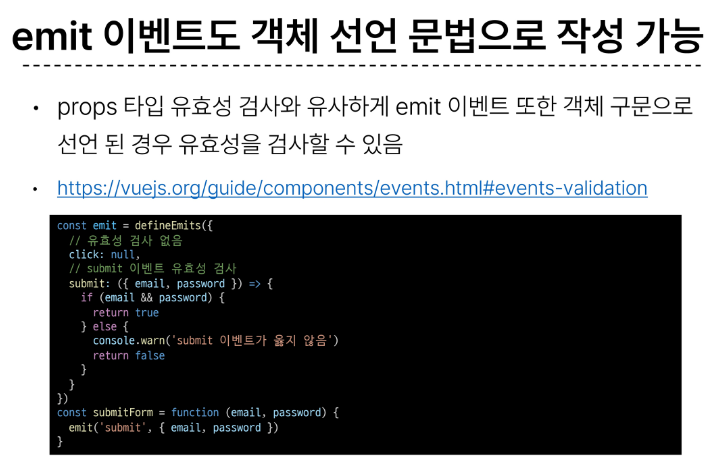 emit 이벤트도 객체 선언 문법으로 작성 가능
• props 타입 유효성 검사와 유사하게 emit 이벤트 또한 객체 구문으로
선언 된 경우 유효성을 검사할 수 있음
• https://vuejs.org/guide/components/events.html#events-validation
const emit = defineEmits({
  // 유효성 검사 없음
  click: null,
  // submit 이벤트 유효성 검사
  submit: ({ email, password }) => {
    if (email && password) {
      return true
    } else {
      console.warn('submit 이벤트가 옳지 않음')
      return false
    }
  }
})
const submitForm = function (email, password) {
  emit('submit', { email, password })
}